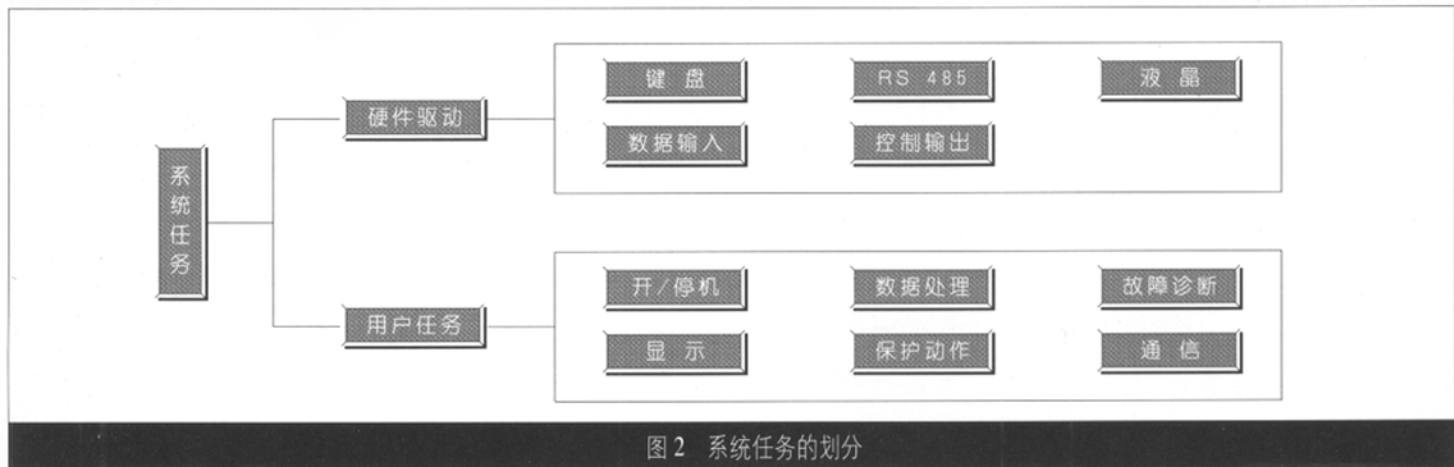 系统任务
硬件驱动
键 盘
RS 485
液 晶
数据输入
控制输出
用户任务
开/停机
数据处理
故障诊断
显 示
保护动作
通 信
图 2 系统任务的划分